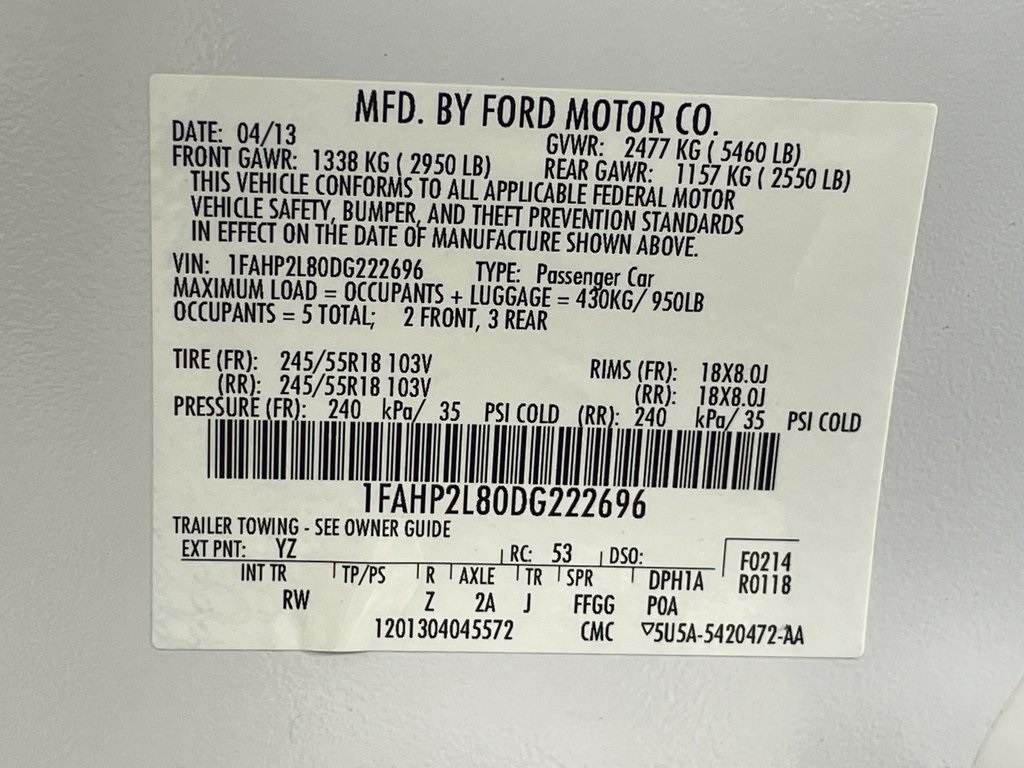 MFD. BY FORD MOTOR CO.
DATE: 04/13 GVWR: 2477 KG ( 5460 LB)
FRONT GAWR: 1338 KG ( 2950 LB) REAR GAWR: 1157 KG ( 2550 LB)
THIS VEHICLE CONFORMS TO ALL APPLICABLE FEDERAL MOTOR
VEHICLE SAFETY, BUMPER, AND THEFT PREVENTION STANDARDS
IN EFFECT ON THE DATE OF MANUFACTURE SHOWN ABOVE.
VIN: 1FAHP2L80DG222696 TYPE: Passenger Car
MAXIMUM LOAD = OCCUPANTS + LUGGAGE = 430KG/ 950LB
OCCUPANTS = 5 TOTAL; 2 FRONT, 3 REAR
TIRE (FR): 245/55R18 103V RIMS (FR): 18X8.0J
(RR): 245/55R18 103V (RR): 18X8.0J
PRESSURE (FR): 240 kPa/ 35 PSI COLD (RR): 240 kPa/ 35 PSI COLD
1FAHP2L80DG222696
TRAILER TOWING - SEE OWNER GUIDE
EXT PNT: YZ RC: 53 DSO: F0214
INT TR TP/PS R AXLE TR SPR DPH1A R0118
RW Z 2A J FFGG POA
1201304045572 CMC ▽5U5A-5420472-AA